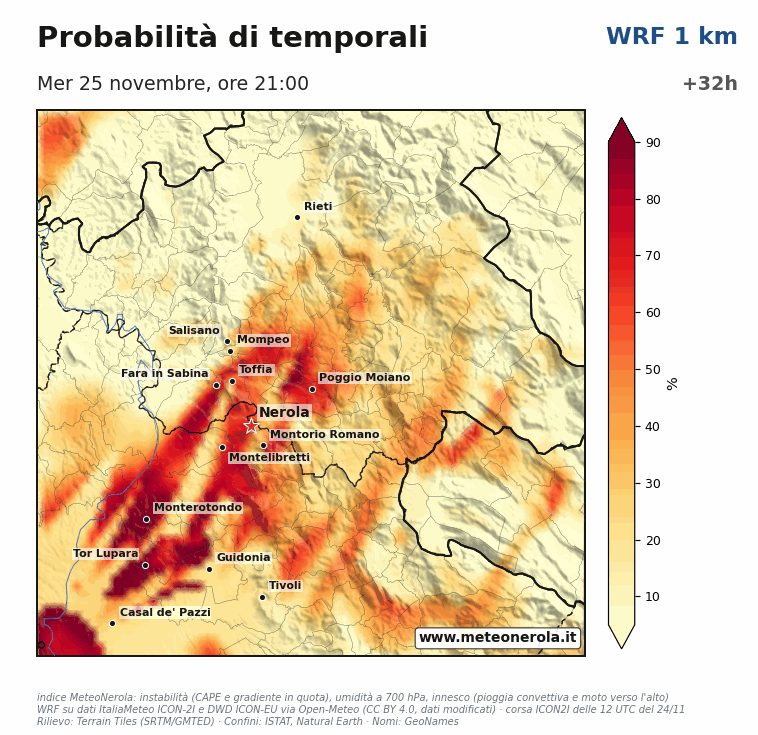 Probabilità di temporali
WRF 1 km
Mer 25 novembre, ore 21:00
+32h
Rieti
Salisano
Mompeo
Fara in Sabina
Toffia
Poggio Moiano
Nerola
Montorio Romano
Montelibretti
Monterotondo
Tor Lupara
Guidonia
Tivoli
Casal de' Pazzi
www.meteonerola.it
90
80
70
60
50
40
30
20
10
%
indice MeteoNerola: instabilità (CAPE e gradiente in quota), umidità a 700 hPa, innesco (pioggia convettiva e moto verso l'alto)
WRF su dati ItaliaMeteo ICON-2I e DWD ICON-EU via Open-Meteo (CC BY 4.0, dati modificati) · corsa ICON2I delle 12 UTC del 24/11
Rilievo: Terrain Tiles (SRTM/GMTED) · Confini: ISTAT, Natural Earth · Nomi: GeoNames